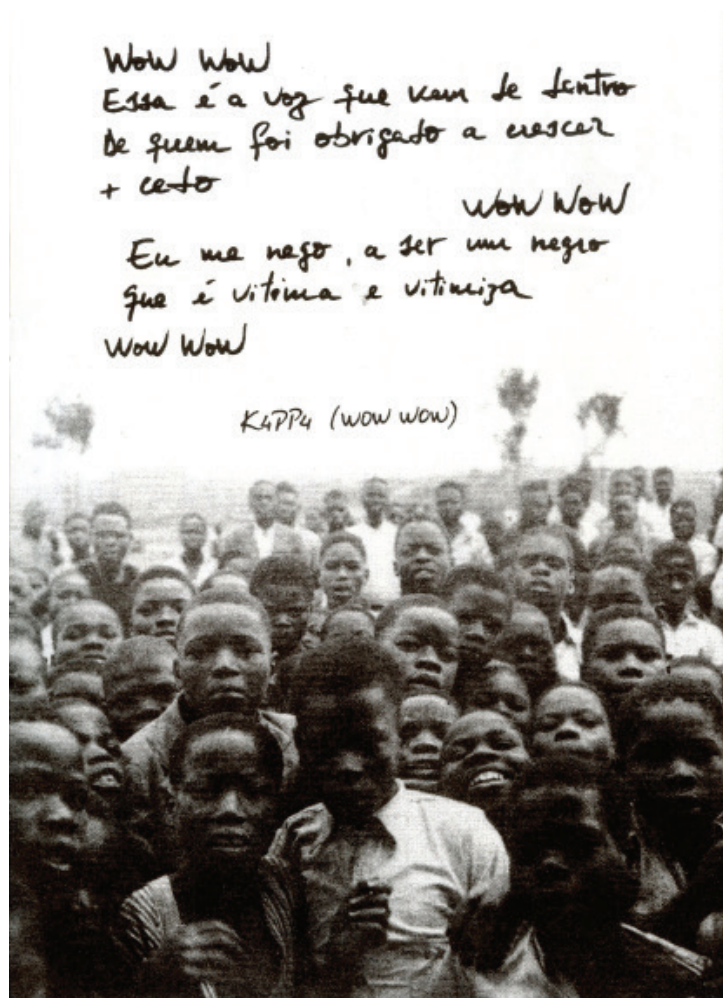 Wow Wow
Essa é a voz que vem de dentro
De quem foi obrigado a crescer
+ cedo
Wow Wow
Eu me nego, a ser um negro
que é vítima e vitimiza
Wow Wow
K4PP4 (wow wow)